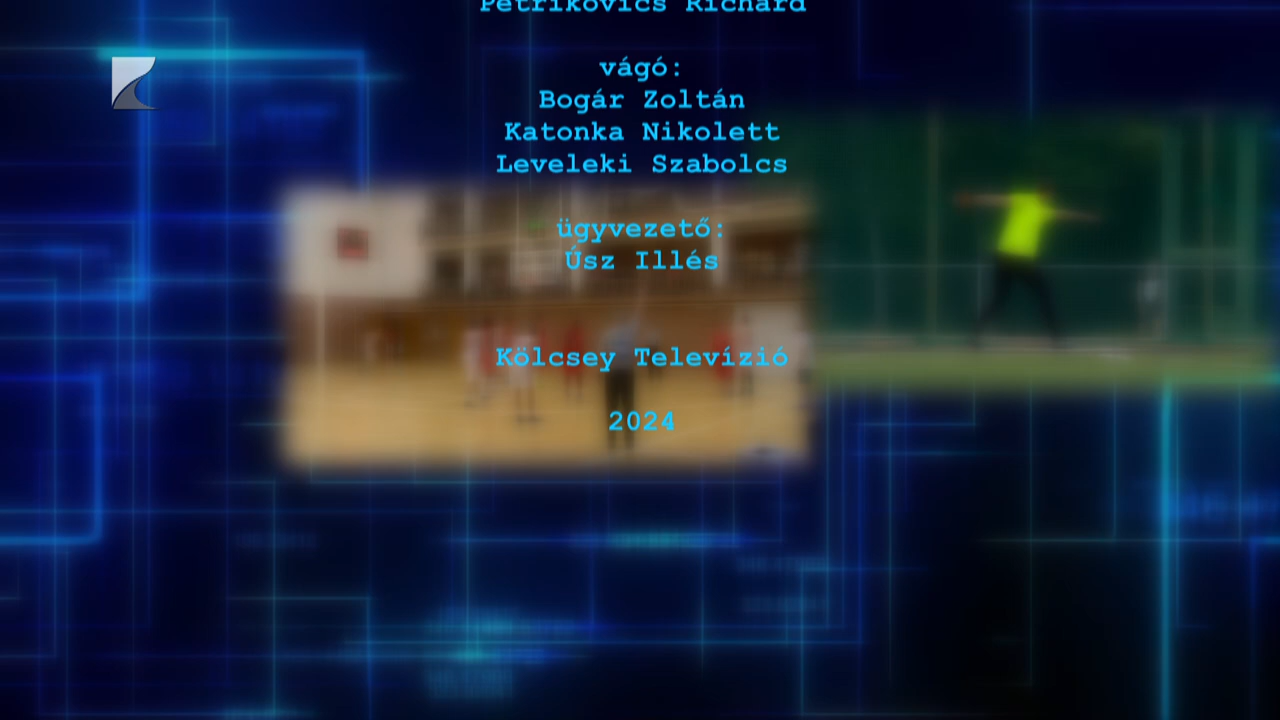 Petrikovics Richárd
vágó:
Bogár Zoltán
Katonka Nikolett
Leveleki Szabolcs
ügyvezető:
Úsz Illés
Kölcsey Televízió
2024